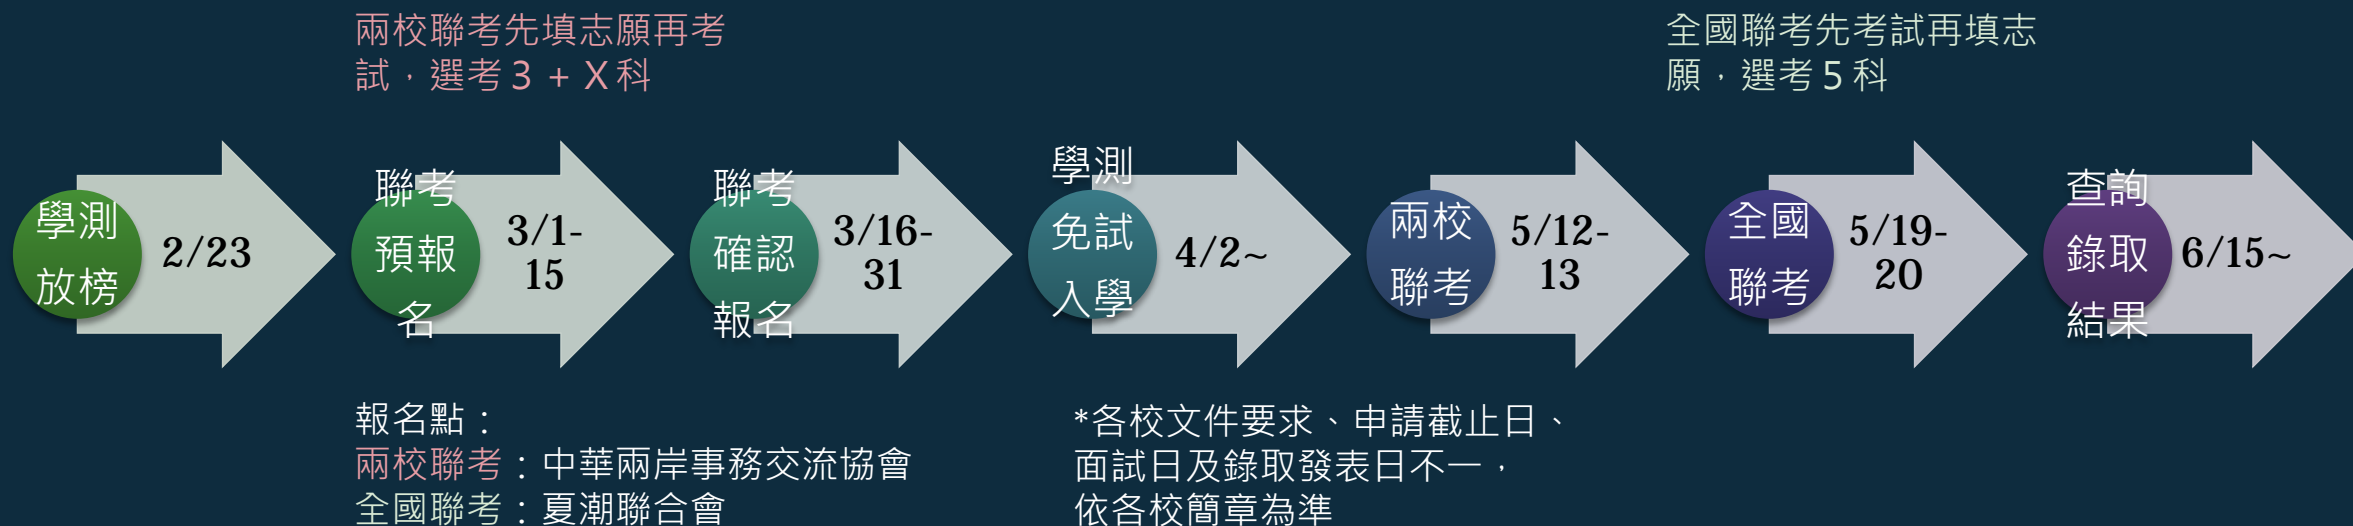 兩校聯考先填志願再考
試，選考3 + X科
全國聯考先考試再填志
願，選考5科
學測
放榜
2/23
聯考
預報
名
3/1-
15
聯考
確認
報名
3/16-
31
學測
免試
入學
4/2~
兩校
聯考
5/12-
13
全國
聯考
5/19-
20
查詢
錄取
結果
6/15~
報名點：
兩校聯考：中華兩岸事務交流協會
全國聯考：夏潮聯合會
*各校文件要求、申請截止日、
面試日及錄取發表日不一，
依各校簡章為準